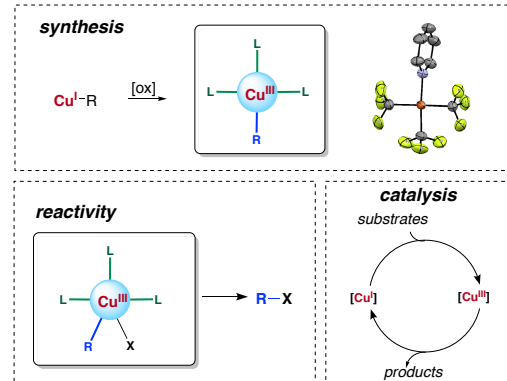 synthesis
Cu^I–R
[ox]
L
L
Cu^III
L
R
reactivity
L
L
Cu^III
L
R
X
R–X
catalysis
substrates
[Cu^I]
[Cu^III]
products